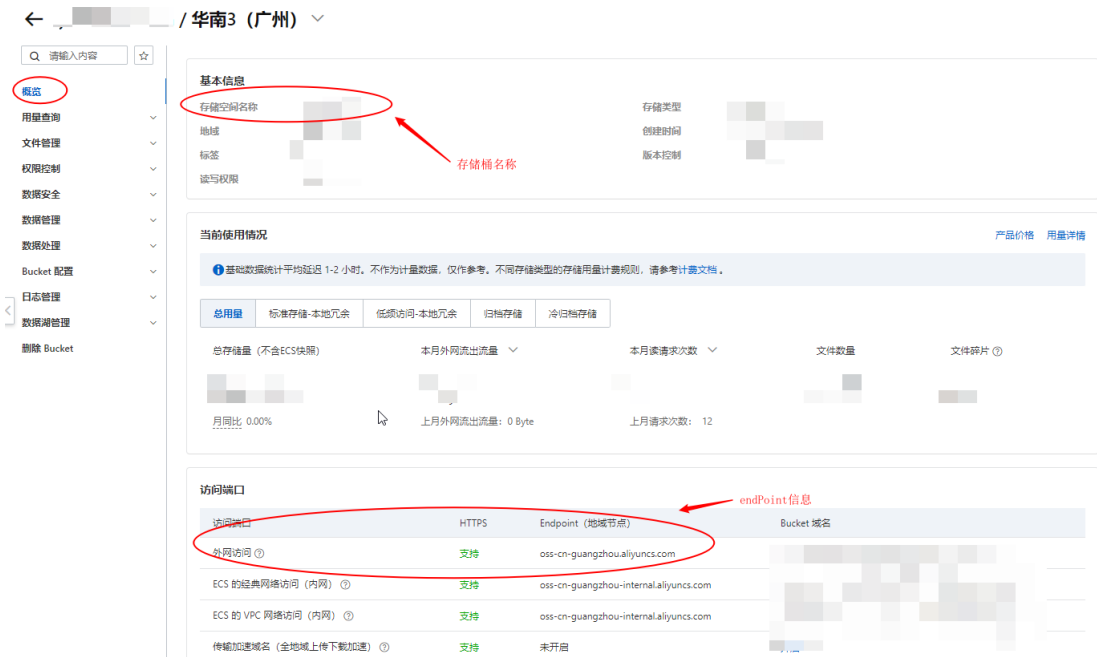 / 华南3（广州）
请输入内容
概览
用量查询
文件管理
权限控制
数据安全
数据管理
数据处理
Bucket 配置
日志管理
数据湖管理
删除 Bucket
基本信息
存储空间名称
存储类型
地域
创建时间
标签
版本控制
读写权限
存储桶名称
当前使用情况
产品价格 用量详情
基础数据统计平均延迟 1-2 小时。不作为计量数据，仅作参考。不同存储类型的存储用量计费规则，请参考计费文档 。
总用量 标准存储-本地冗余 低频访问-本地冗余 归档存储 冷归档存储
总存储量（不含ECS快照） 本月外网流出流量 本月读请求次数 文件数量 文件碎片
月同比 0.00% 上月外网流出流量：0 Byte 上月请求次数： 12
访问端口
endPoint信息
访问端口 HTTPS Endpoint（地域节点） Bucket 域名
外网访问 支持 oss-cn-guangzhou.aliyuncs.com
ECS 的经典网络访问（内网） 支持 oss-cn-guangzhou-internal.aliyuncs.com
ECS 的 VPC 网络访问（内网） 支持 oss-cn-guangzhou-internal.aliyuncs.com
传输加速域名（全地域上传下载加速） 支持 未开启